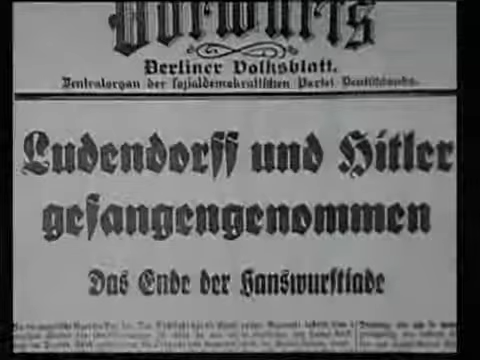 Vorwärts
Berliner Volksblatt.
Zentralorgan der sozialdemokratischen Partei Deutschlands.
Ludendorff und Hitler
gefangengenommen
Das Ende der Hanswurstiade